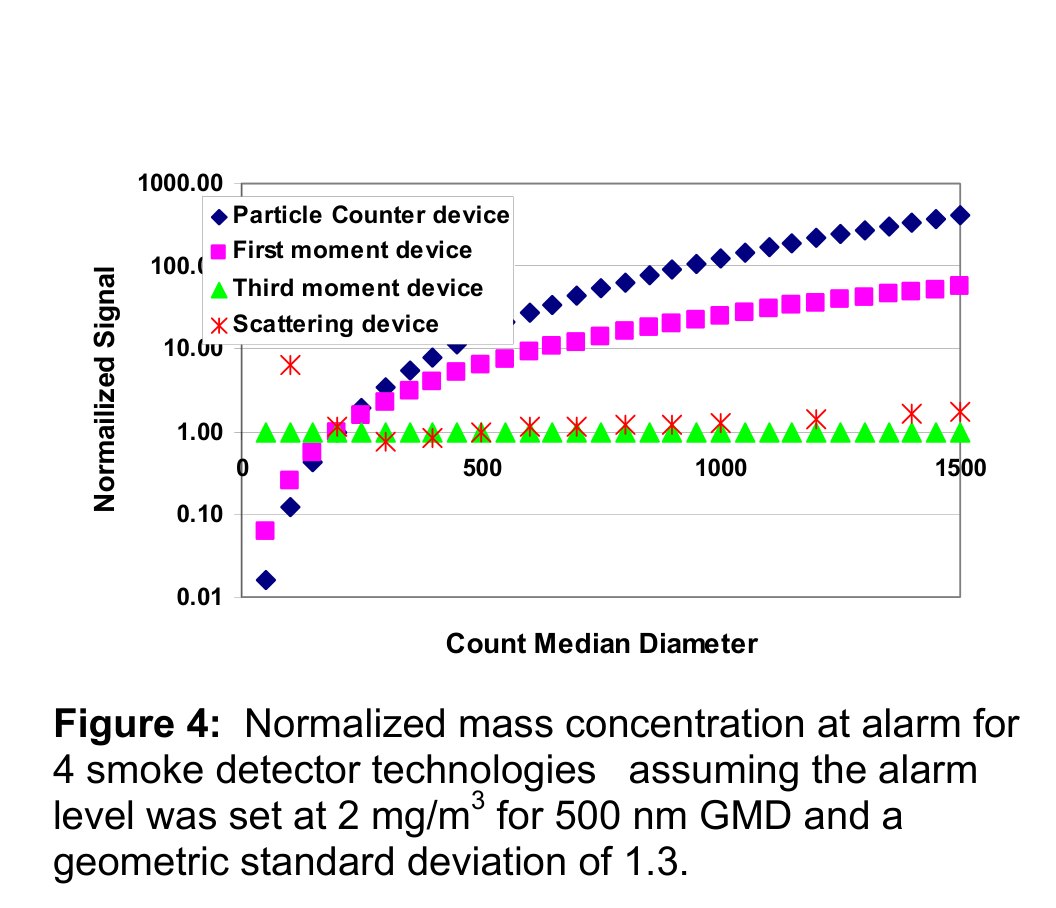 1000.00
Particle Counter device
First moment device
100.0
Third moment device
Scattering device
10.00
1.00
0 500 1000 1500
0.10
0.01
Normailized Signal
Count Median Diameter
Figure 4: Normalized mass concentration at alarm for
4 smoke detector technologies assuming the alarm
level was set at 2 mg/m³ for 500 nm GMD and a
geometric standard deviation of 1.3.